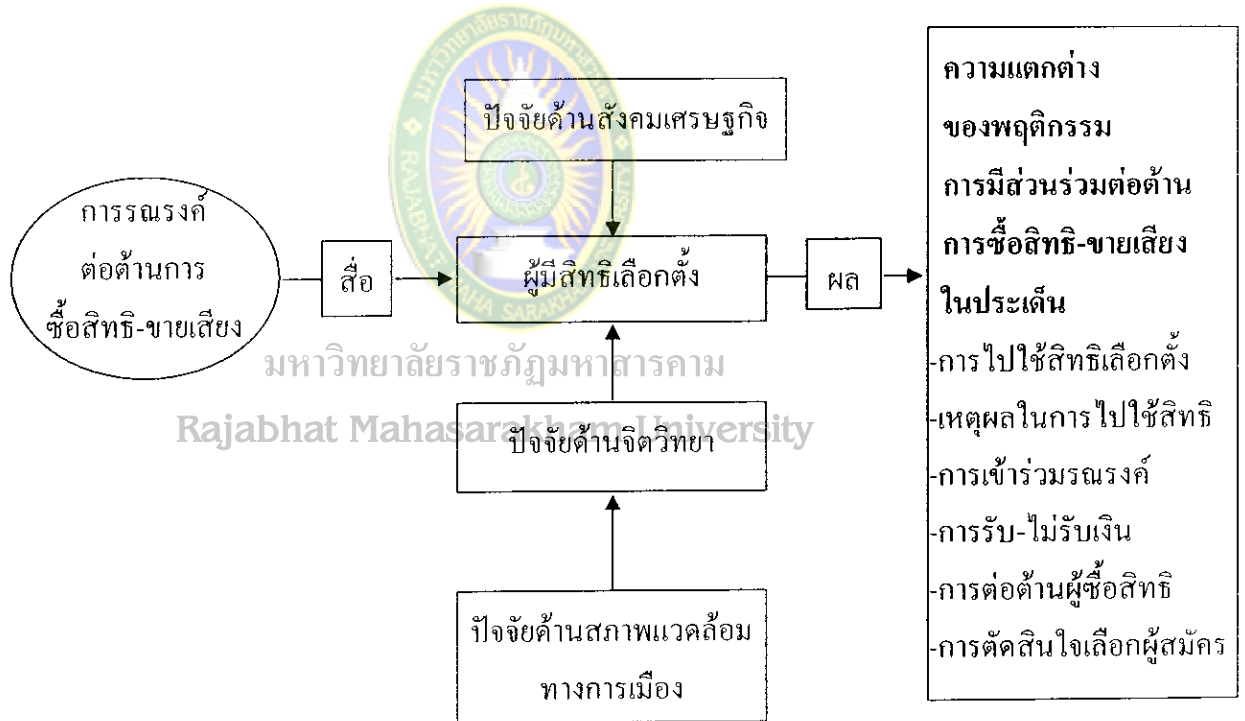 ปัจจัยด้านสังคมเศรษฐกิจ
การรณรงค์
ต่อต้านการ
ซื้อสิทธิ-ขายเสียง
สื่อ
ผู้มีสิทธิเลือกตั้ง
ผล
ปัจจัยด้านจิตวิทยา
ปัจจัยด้านสภาพแวดล้อม
ทางการเมือง
ความแตกต่าง
ของพฤติกรรม
การมีส่วนร่วมต่อต้าน
การซื้อสิทธิ-ขายเสียง
ในประเด็น
-การไปใช้สิทธิเลือกตั้ง
-เหตุผลในการไปใช้สิทธิ
-การเข้าร่วมรณรงค์
-การรับ-ไม่รับเงิน
-การต่อต้านผู้ซื้อสิทธิ
-การตัดสินใจเลือกผู้สมัคร
มหาวิทยาลัยราชภัฏมหาสารคาม
Rajabhat Mahasarakham University